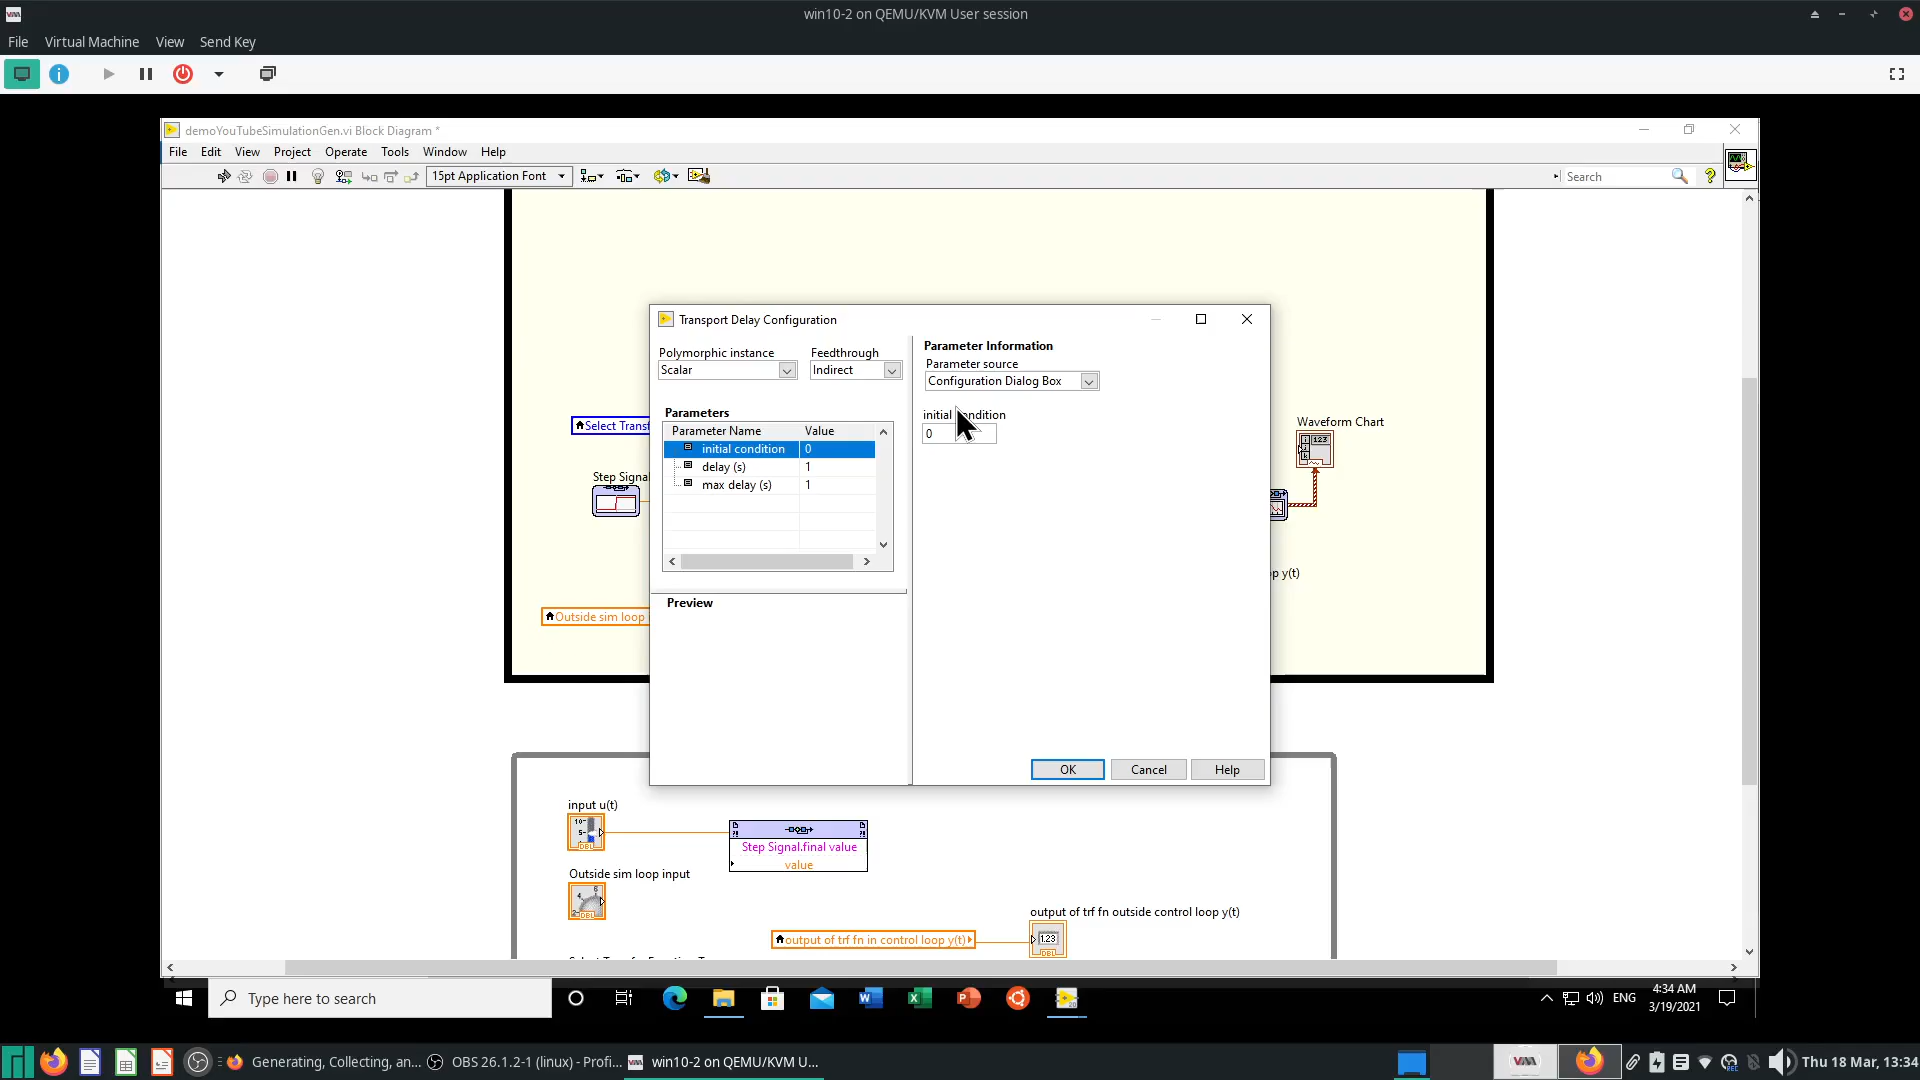 win10-2 on QEMU/KVM User session
File Virtual Machine View Send Key
demoYouTubeSimulationGen.vi Block Diagram *
File Edit View Project Operate Tools Window Help
15pt Application Font
Search
Transport Delay Configuration
Polymorphic instance
Scalar
Feedthrough
Indirect
Parameters
Parameter Name Value
initial condition 0
delay (s) 1
max delay (s) 1
Preview
Parameter Information
Parameter source
Configuration Dialog Box
initial condition
0
OK Cancel Help
Select Transf
Step Signal
Outside sim loop
Waveform Chart
p y(t)
input u(t)
DBL
Step Signal.final value
value
Outside sim loop input
DBL
output of trf fn in control loop y(t)
output of trf fn outside control loop y(t)
1.23
DBL
Type here to search
ENG
4:34 AM
3/19/2021
Generating, Collecting, an...
OBS 26.1.2-1 (linux) - Profi...
win10-2 on QEMU/KVM U...
Thu 18 Mar, 13:34